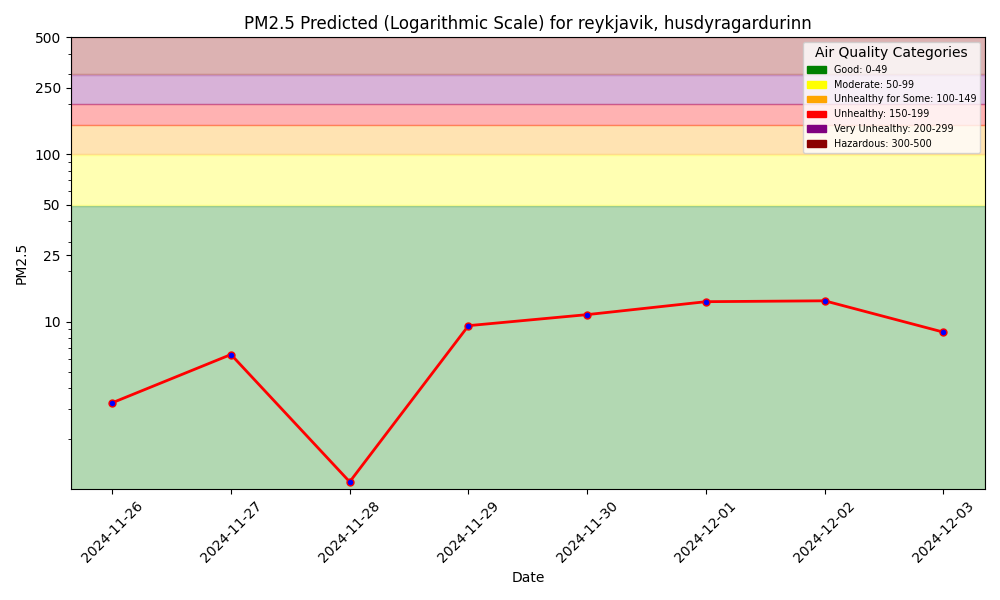 PM2.5 Predicted (Logarithmic Scale) for reykjavik, husdyragardurinn
Air Quality Categories
Good: 0-49
Moderate: 50-99
Unhealthy for Some: 100-149
Unhealthy: 150-199
Very Unhealthy: 200-299
Hazardous: 300-500
500
250
100
50
25
10
PM2.5
2024-11-26
2024-11-27
2024-11-28
2024-11-29
2024-11-30
2024-12-01
2024-12-02
2024-12-03
Date